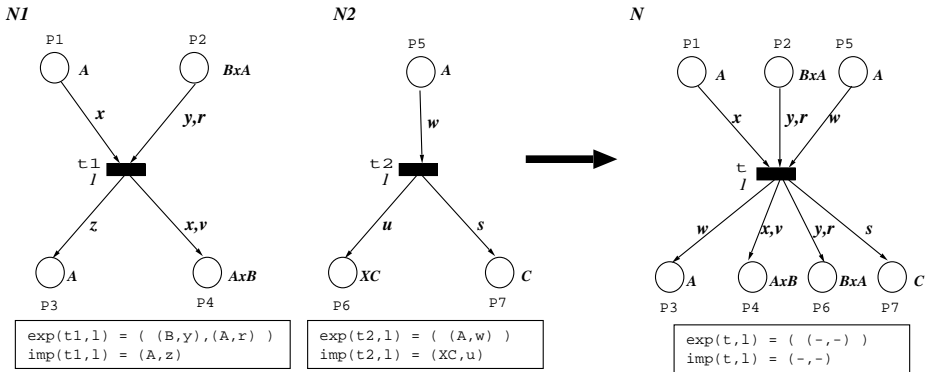 N1
N2
N
P1
P2
A
BxA
x
y,r
t1
l
z
x,v
A
AxB
P3
P4
exp(t1,l) = ( (B,y),(A,r) )
imp(t1,l) = (A,z)
P5
A
w
t2
l
u
s
XC
C
P6
P7
exp(t2,l) = ( (A,w) )
imp(t2,l) = (XC,u)
P1
P2
P5
A
BxA
A
x
y,r
w
t
l
w
x,v
y,r
s
A
AxB
BxA
C
P3
P4
P6
P7
exp(t,l) = ( (-,-) )
imp(t,l) = (-,-)